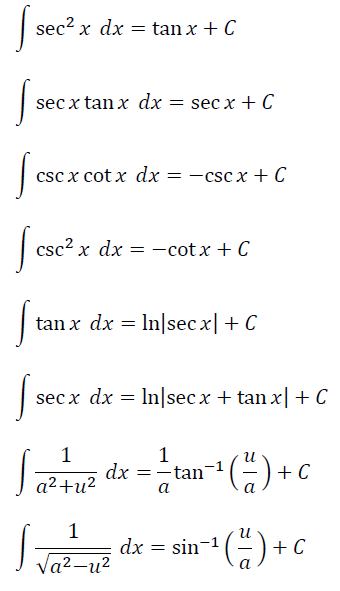 ∫ sec² x dx = tan x + C
∫ sec x tan x dx = sec x + C
∫ csc x cot x dx = −csc x + C
∫ csc² x dx = −cot x + C
∫ tan x dx = ln|sec x| + C
∫ sec x dx = ln|sec x + tan x| + C
∫ 1/(a²+u²) dx = 1/a tan⁻¹ (u/a) + C
∫ 1/√(a²−u²) dx = sin⁻¹ (u/a) + C